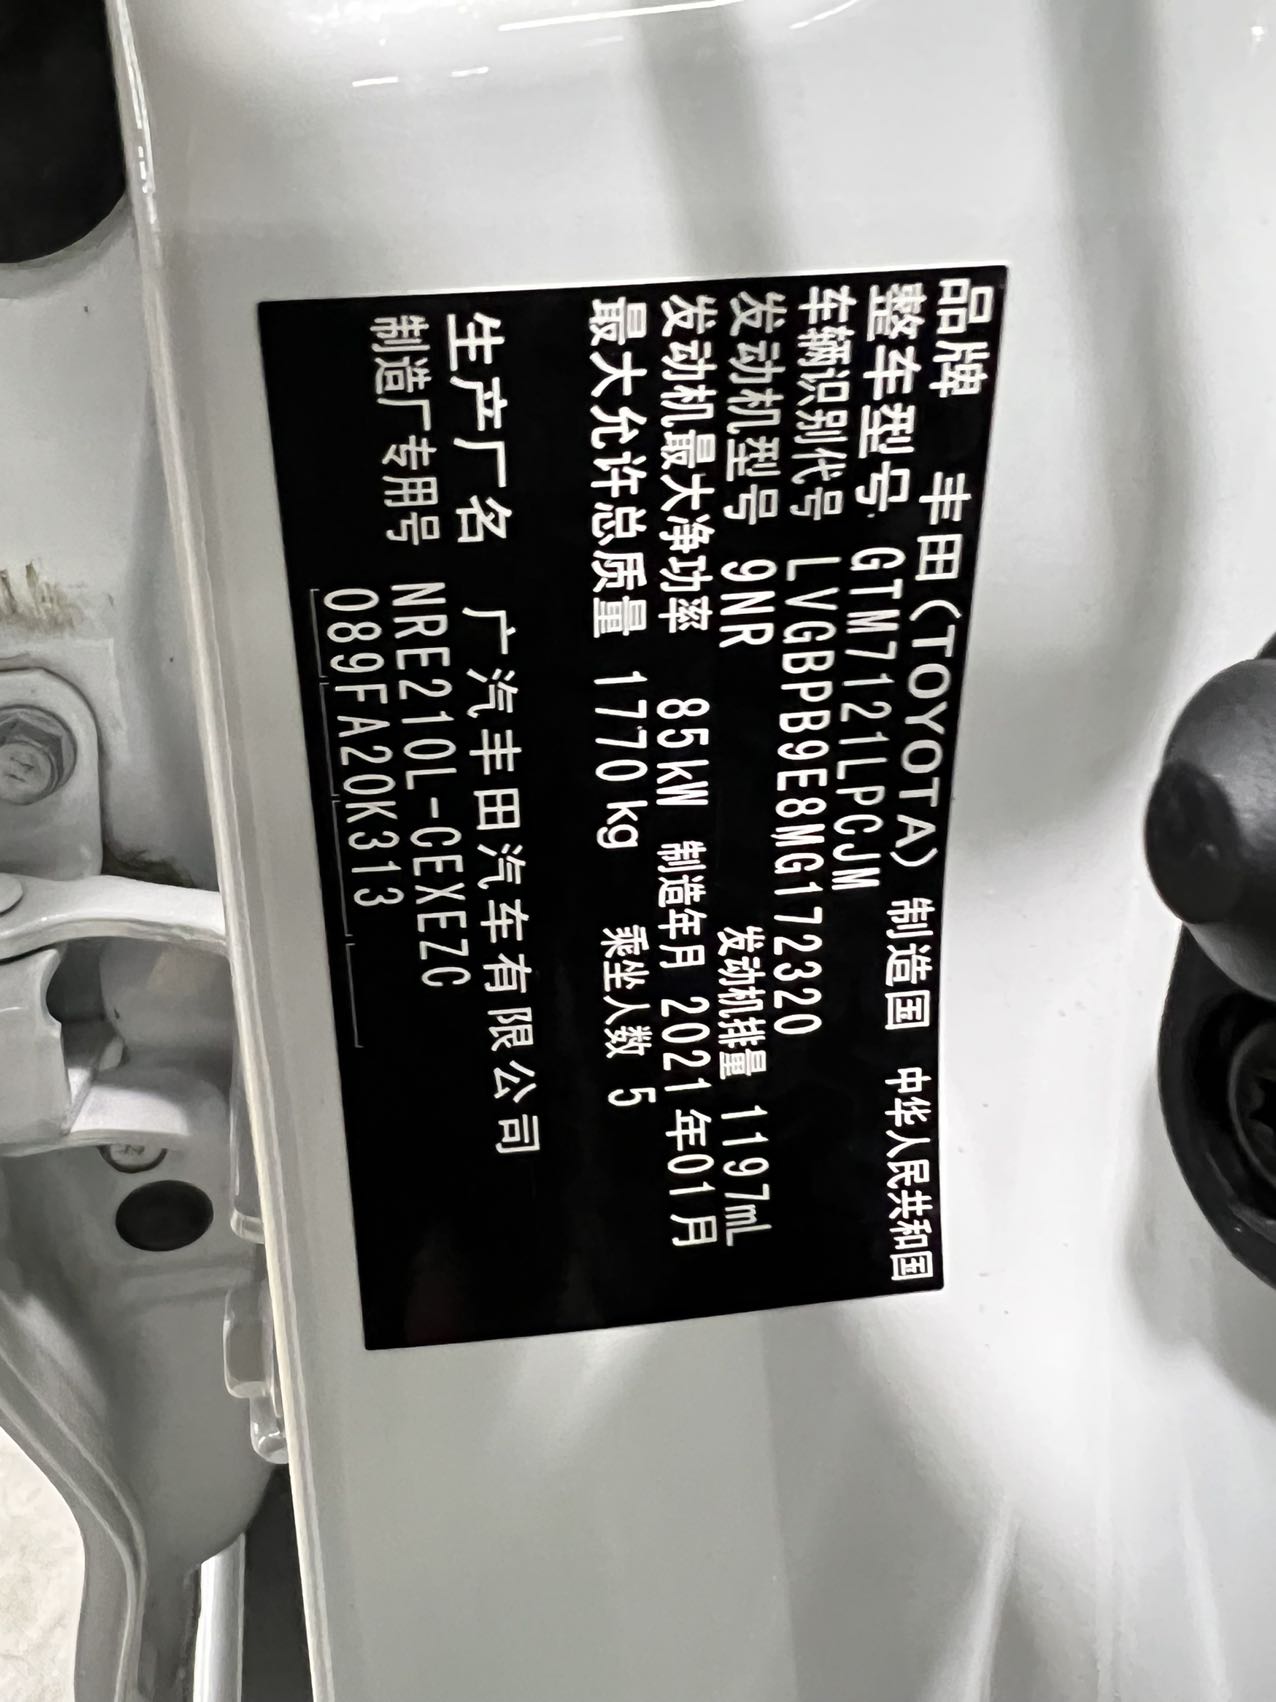 品牌 丰田(TOYOTA) 制造国 中华人民共和国
整车型号 GTM7121LPCJM
车辆识别代号 LVGBPB9E8MG172320
发动机型号 9NR 发动机排量 1197mL
发动机最大净功率 85kW 制造年月 2021年01月
最大允许总质量 1770kg 乘坐人数 5
生产厂名 广汽丰田汽车有限公司
制造厂专用号 NRE210L-CEXEZC
089FA20K313